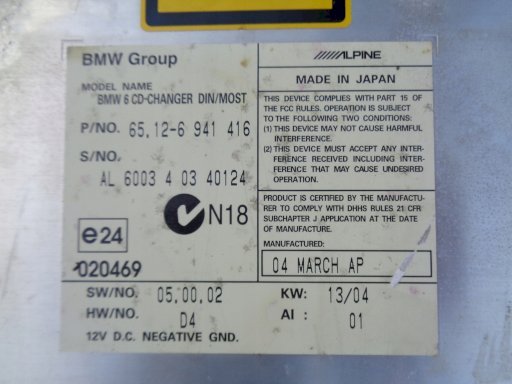 BMW Group
MODEL NAME
BMW 6 CD-CHANGER DIN/MOST
P/NO. 65.12-6 941 416
S/NO.
AL 6003 4 03 40124
N18
e24
020469
SW/NO. 05.00.02
HW/NO. D4
12V D.C. NEGATIVE GND.
ALPINE
MADE IN JAPAN
THIS DEVICE COMPLIES WITH PART 15 OF
THE FCC RULES. OPERATION IS SUBJECT
TO THE FOLLOWING TWO CONDITIONS:
(1) THIS DEVICE MAY NOT CAUSE HARMFUL
INTERFERENCE.
(2) THIS DEVICE MUST ACCEPT ANY INTER-
FERENCE RECEIVED INCLUDING INTER-
FERENCE THAT MAY CAUSE UNDESIRED
OPERATION.
PRODUCT IS CERTIFIED BY THE MANUFACTU-
RER TO COMPLY WITH DHHS RULES 21 CFR
SUBCHAPTER J APPLICATION AT THE DATE
OF MANUFACTURE.
MANUFACTURED:
04 MARCH AP
KW: 13/04
AI : 01